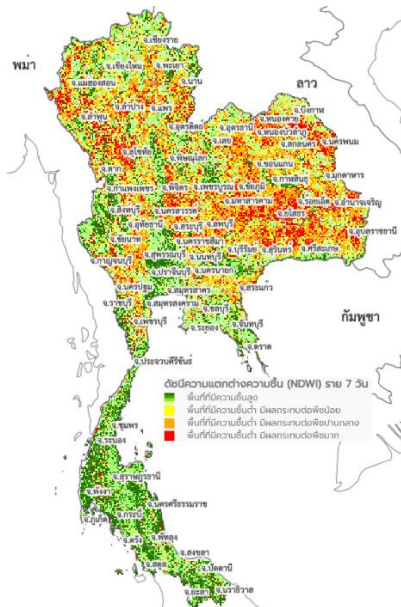 จ.เชียงราย
พม่า
จ.เชียงใหม่
จ.พะเยา
ลาว
จ.แม่ฮ่องสอน
จ.น่าน
จ.ลำปาง
จ.แพร่
จ.บึงกาฬ
จ.ลำพูน
จ.อุตรดิตถ์
จ.อุดรธานี
จ.หนองคาย
จ.หนองบัวลำภู
จ.เลย
จ.นครพนม
จ.สุโขทัย
จ.สกลนคร
จ.พิษณุโลก
จ.ขอนแก่น
จ.ตาก
จ.มุกดาหาร
จ.กาฬสินธุ์
จ.กำแพงเพชร
จ.พิจิตร
จ.เพชรบูรณ์
จ.ชัยภูมิ
จ.มหาสารคาม
จ.ร้อยเอ็ด
จ.อำนาจเจริญ
จ.สิงห์บุรี
จ.นครสวรรค์
จ.ยโสธร
จ.อุทัยธานี
จ.สระบุรี
จ.ลพบุรี
จ.อุบลราชธานี
จ.ชัยนาท
จ.นครราชสีมา
จ.บุรีรัมย์
จ.สุรินทร์
จ.ศรีสะเกษ
จ.กาญจนบุรี
จ.สุพรรณบุรี
จ.นนทบุรี
จ.ปราจีนบุรี
จ.นครนายก
จ.นครปฐม
จ.สมุทรสาคร
จ.สระแก้ว
จ.ราชบุรี
จ.สมุทรสงคราม
จ.ชลบุรี
กัมพูชา
จ.เพชรบุรี
จ.ระยอง
จ.จันทบุรี
จ.ตราด
จ.ประจวบคีรีขันธ์
ดัชนีความแตกต่างความชื้น (NDWI) ราย 7 วัน
พื้นที่ที่มีความชื้นสูง
พื้นที่ที่มีความชื้นต่ำ มีผลกระทบต่อพืชน้อย
พื้นที่ที่มีความชื้นต่ำ มีผลกระทบต่อพืชปานกลาง
พื้นที่ที่มีความชื้นต่ำ มีผลกระทบต่อพืชมาก
จ.ชุมพร
จ.ระนอง
จ.สุราษฎร์ธานี
จ.พังงา
จ.นครศรีธรรมราช
จ.กระบี่
จ.ภูเก็ต
จ.ตรัง
จ.พัทลุง
จ.สงขลา
จ.สตูล
จ.ปัตตานี
จ.ยะลา
จ.นราธิวาส